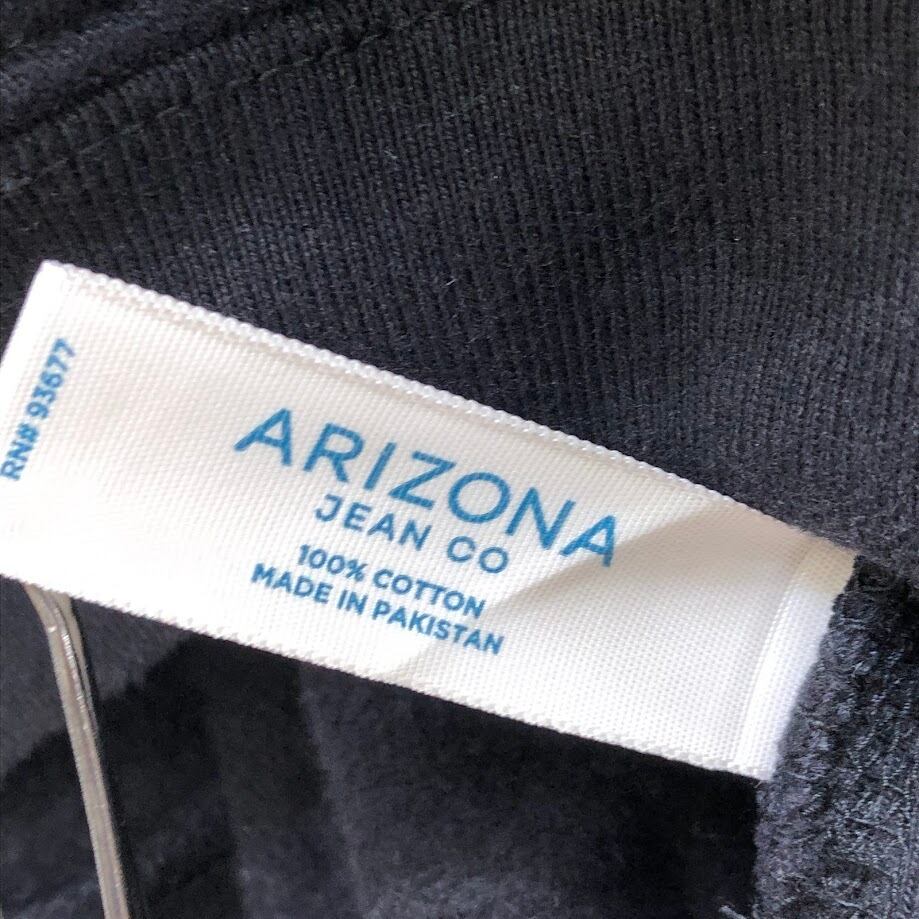 RN# 93677
ARIZONA
JEAN CO
100% COTTON
MADE IN PAKISTAN